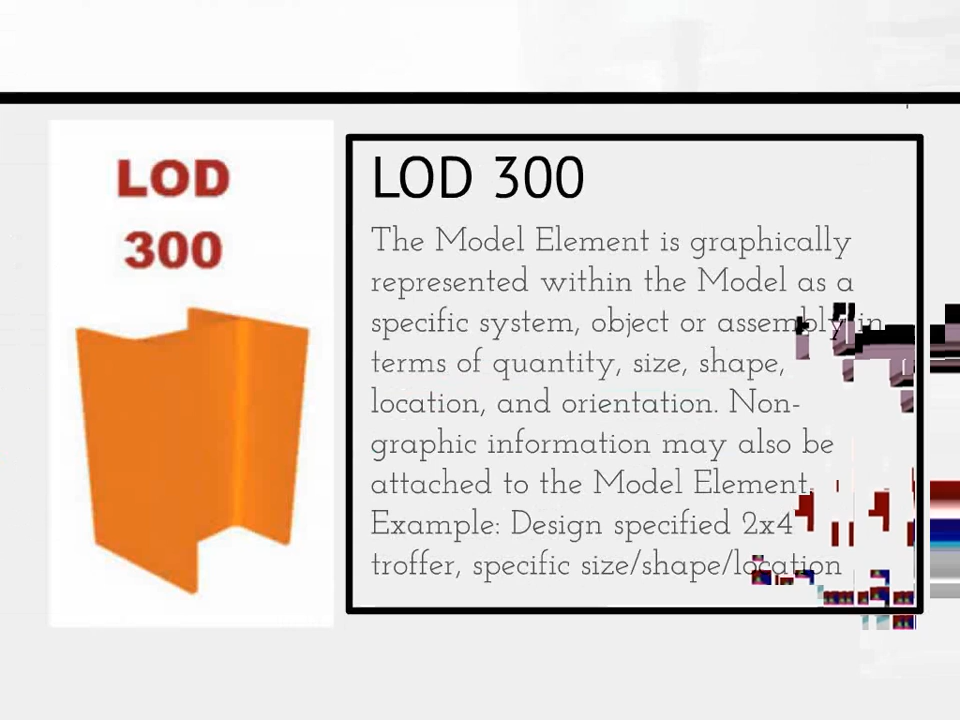 LOD
300
LOD 300
The Model Element is graphically
represented within the Model as a
specific system, object or assembly in
terms of quantity, size, shape,
location, and orientation. Non-
graphic information may also be
attached to the Model Element.
Example: Design specified 2x4
troffer, specific size/shape/location